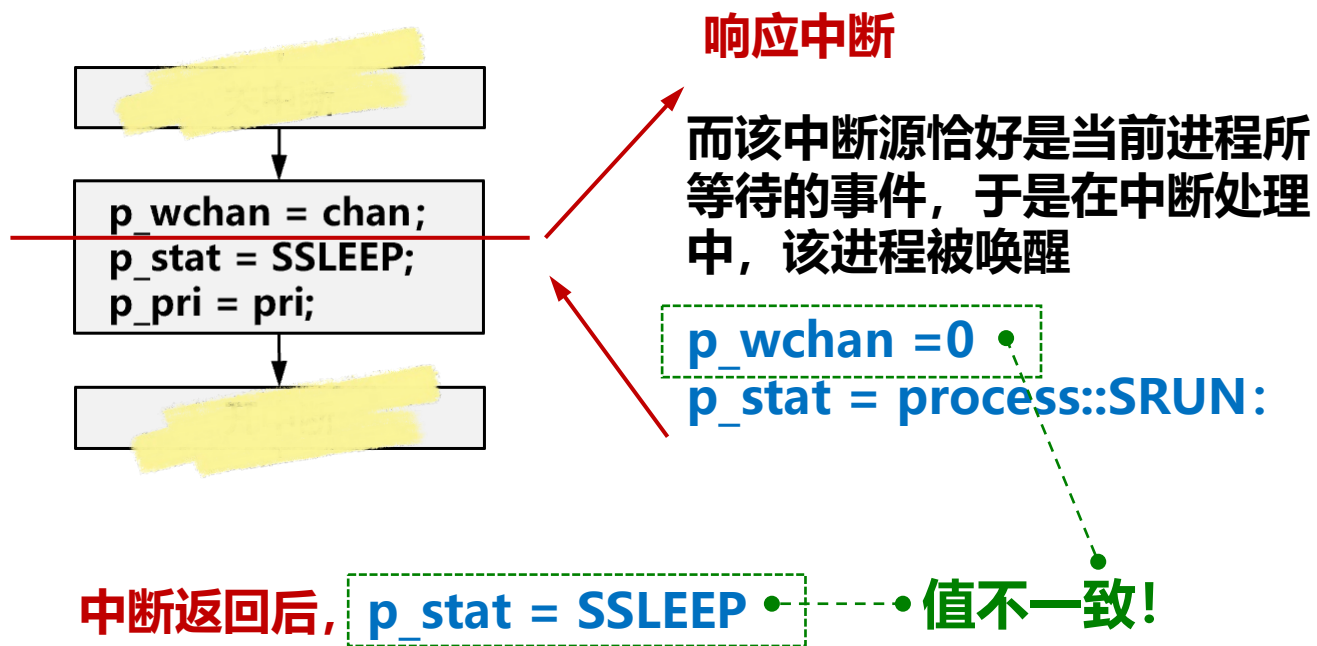 响应中断
而该中断源恰好是当前进程所
等待的事件，于是在中断处理
中，该进程被唤醒
p_wchan = chan;
p_stat = SSLEEP;
p_pri = pri;
p_wchan =0
p_stat = process::SRUN:
中断返回后，p_stat = SSLEEP
值不一致！